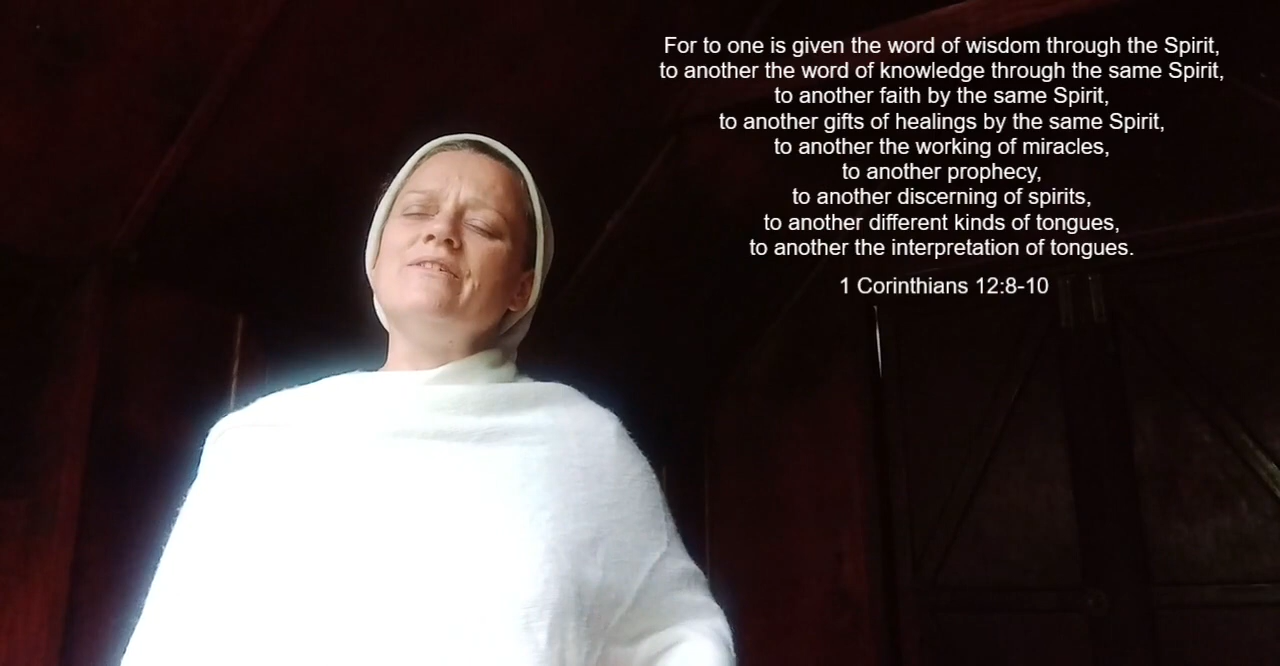 For to one is given the word of wisdom through the Spirit,
to another the word of knowledge through the same Spirit,
to another faith by the same Spirit,
to another gifts of healings by the same Spirit,
to another the working of miracles,
to another prophecy,
to another discerning of spirits,
to another different kinds of tongues,
to another the interpretation of tongues.
1 Corinthians 12:8-10